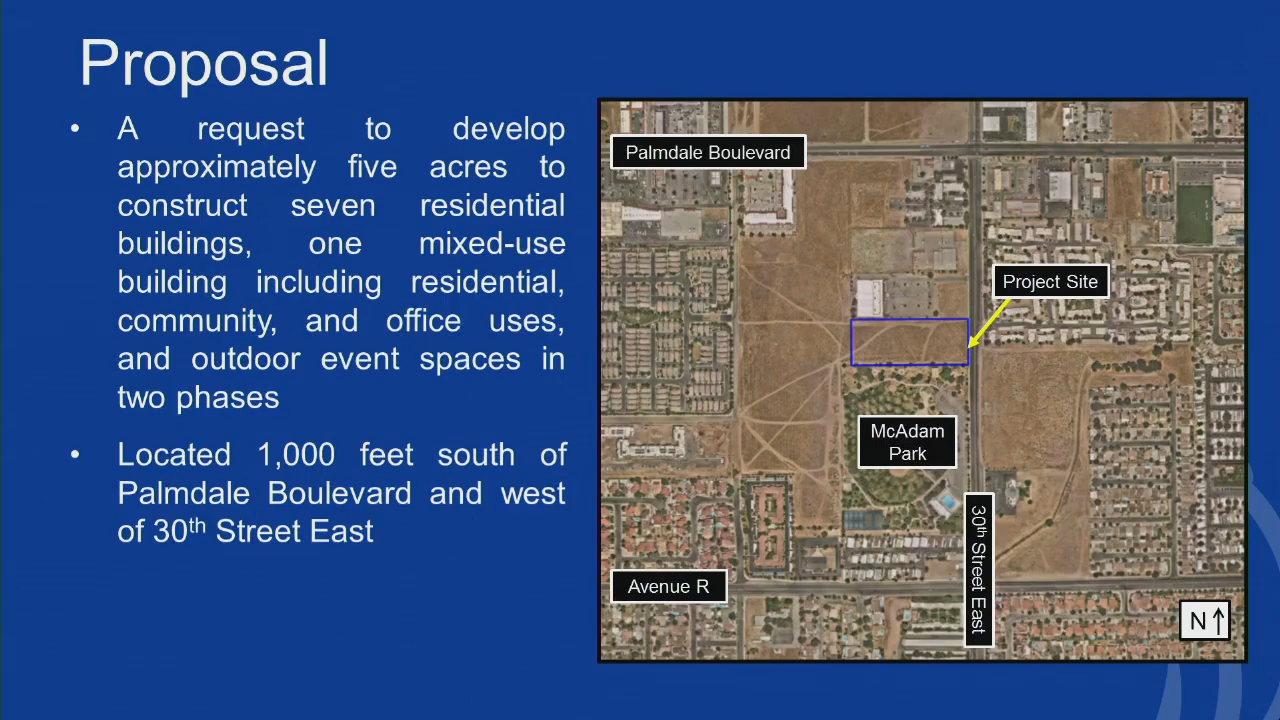 Proposal
• A request to develop
approximately five acres to
construct seven residential
buildings, one mixed-use
building including residential,
community, and office uses,
and outdoor event spaces in
two phases
• Located 1,000 feet south of
Palmdale Boulevard and west
of 30th Street East
Palmdale Boulevard
Project Site
McAdam
Park
30th Street East
Avenue R
N↑